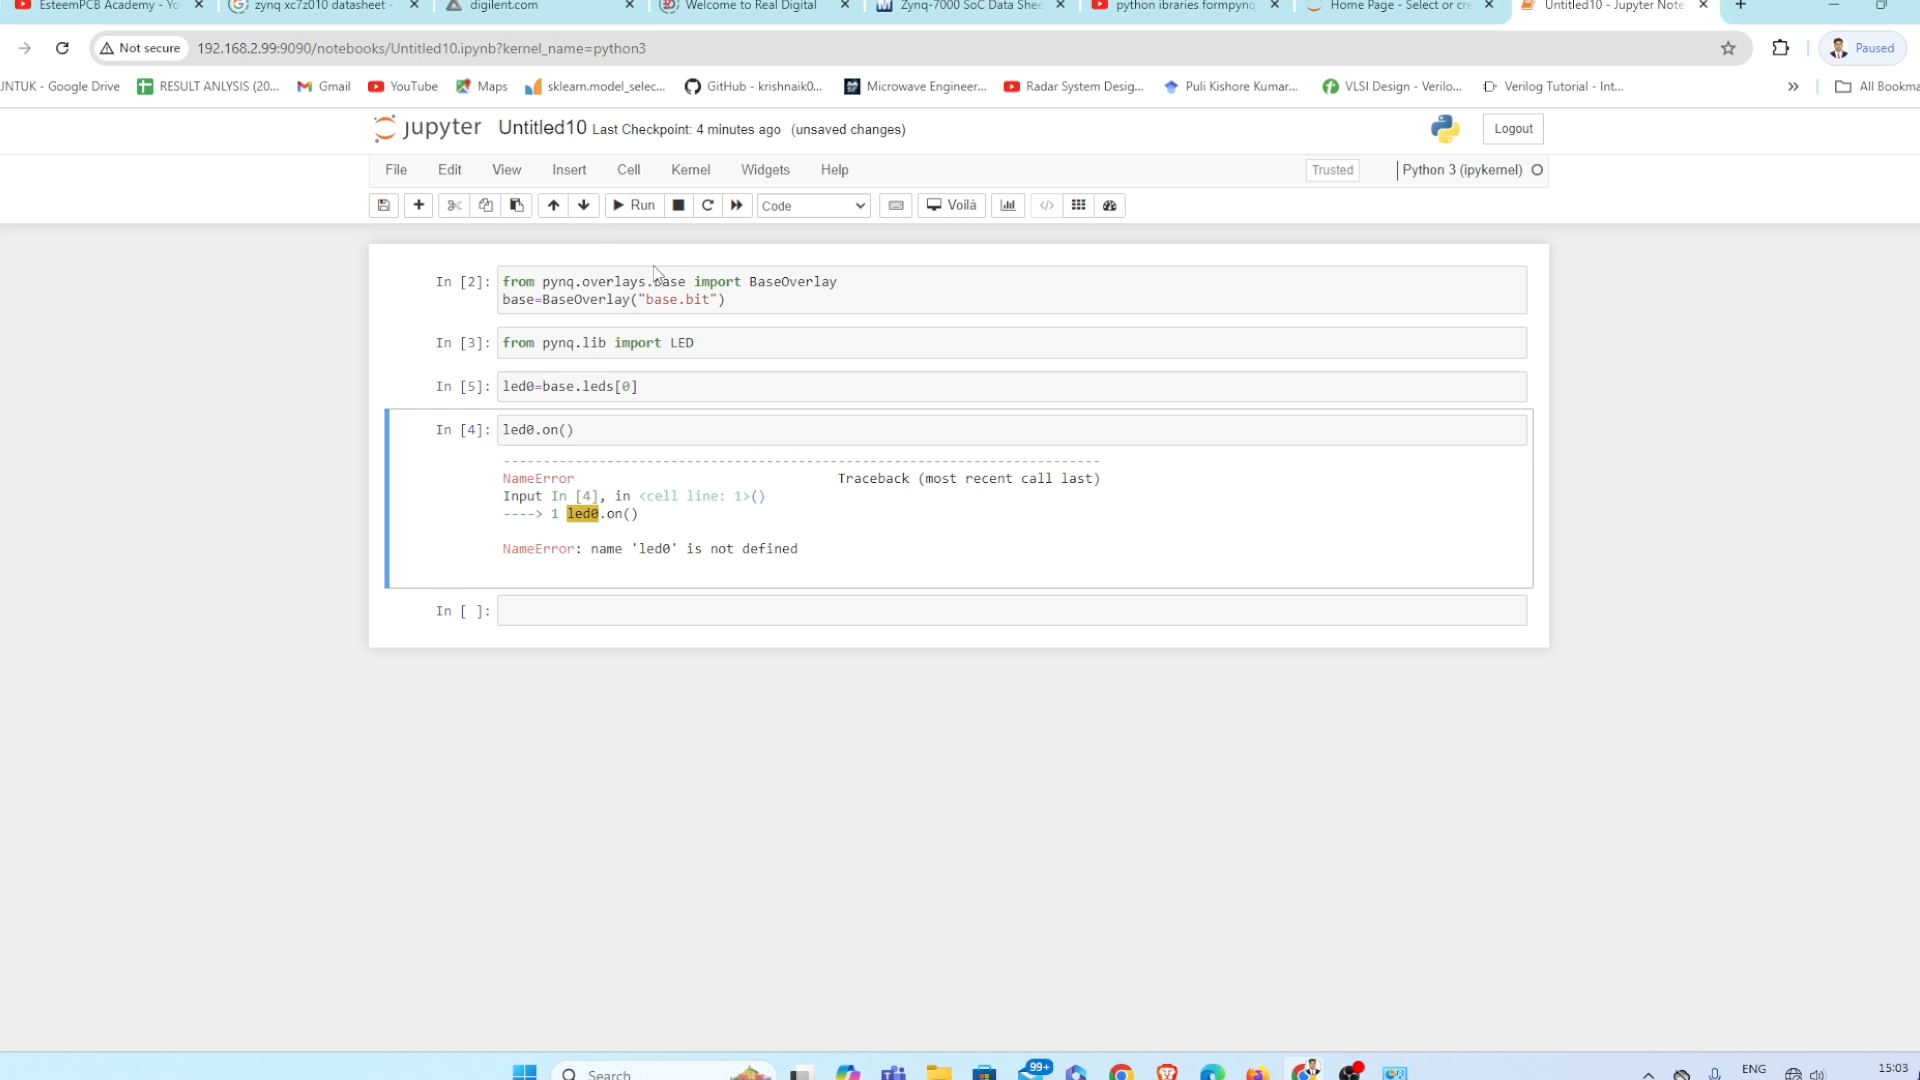 EsteemPCB Academy - Yo
zynq xc7z010 datasheet -
digilent.com
Welcome to Real Digital
Zynq-7000 SoC Data Shee
python ibraries formpynq
Home Page - Select or cre
Untitled10 - Jupyter Note
Not secure
192.168.2.99:9090/notebooks/Untitled10.ipynb?kernel_name=python3
Paused
JNTUK - Google Drive
RESULT ANLYSIS (20...
Gmail
YouTube
Maps
sklearn.model_selec...
GitHub - krishnaik0...
Microwave Engineer...
Radar System Desig...
Puli Kishore Kumar...
VLSI Design - Verilo...
Verilog Tutorial - Int...
»
All Bookma
jupyter Untitled10 Last Checkpoint: 4 minutes ago (unsaved changes)
Logout
File Edit View Insert Cell Kernel Widgets Help
Trusted
Python 3 (ipykernel)
Run
Code
Voilà
In [2]: from pynq.overlays.base import BaseOverlay
base=BaseOverlay("base.bit")
In [3]: from pynq.lib import LED
In [5]: led0=base.leds[0]
In [4]: led0.on()
---------------------------------------------------------------------------
NameError Traceback (most recent call last)
Input In [4], in <cell line: 1>()
----> 1 led0.on()
NameError: name 'led0' is not defined
In [ ]:
Search
99+
ENG
15:03